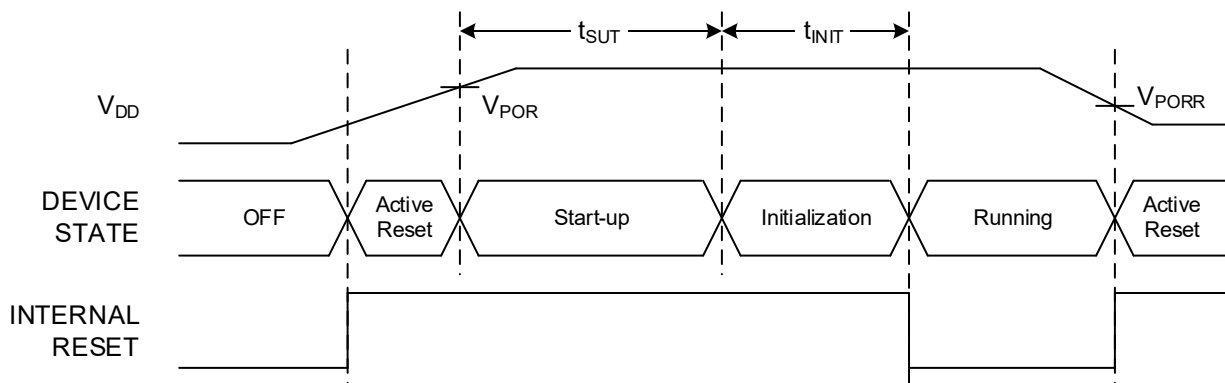 tSUT
tINIT
VDD
VPOR
VPORR
DEVICE
STATE
OFF
Active
Reset
Start-up
Initialization
Running
Active
Reset
INTERNAL
RESET